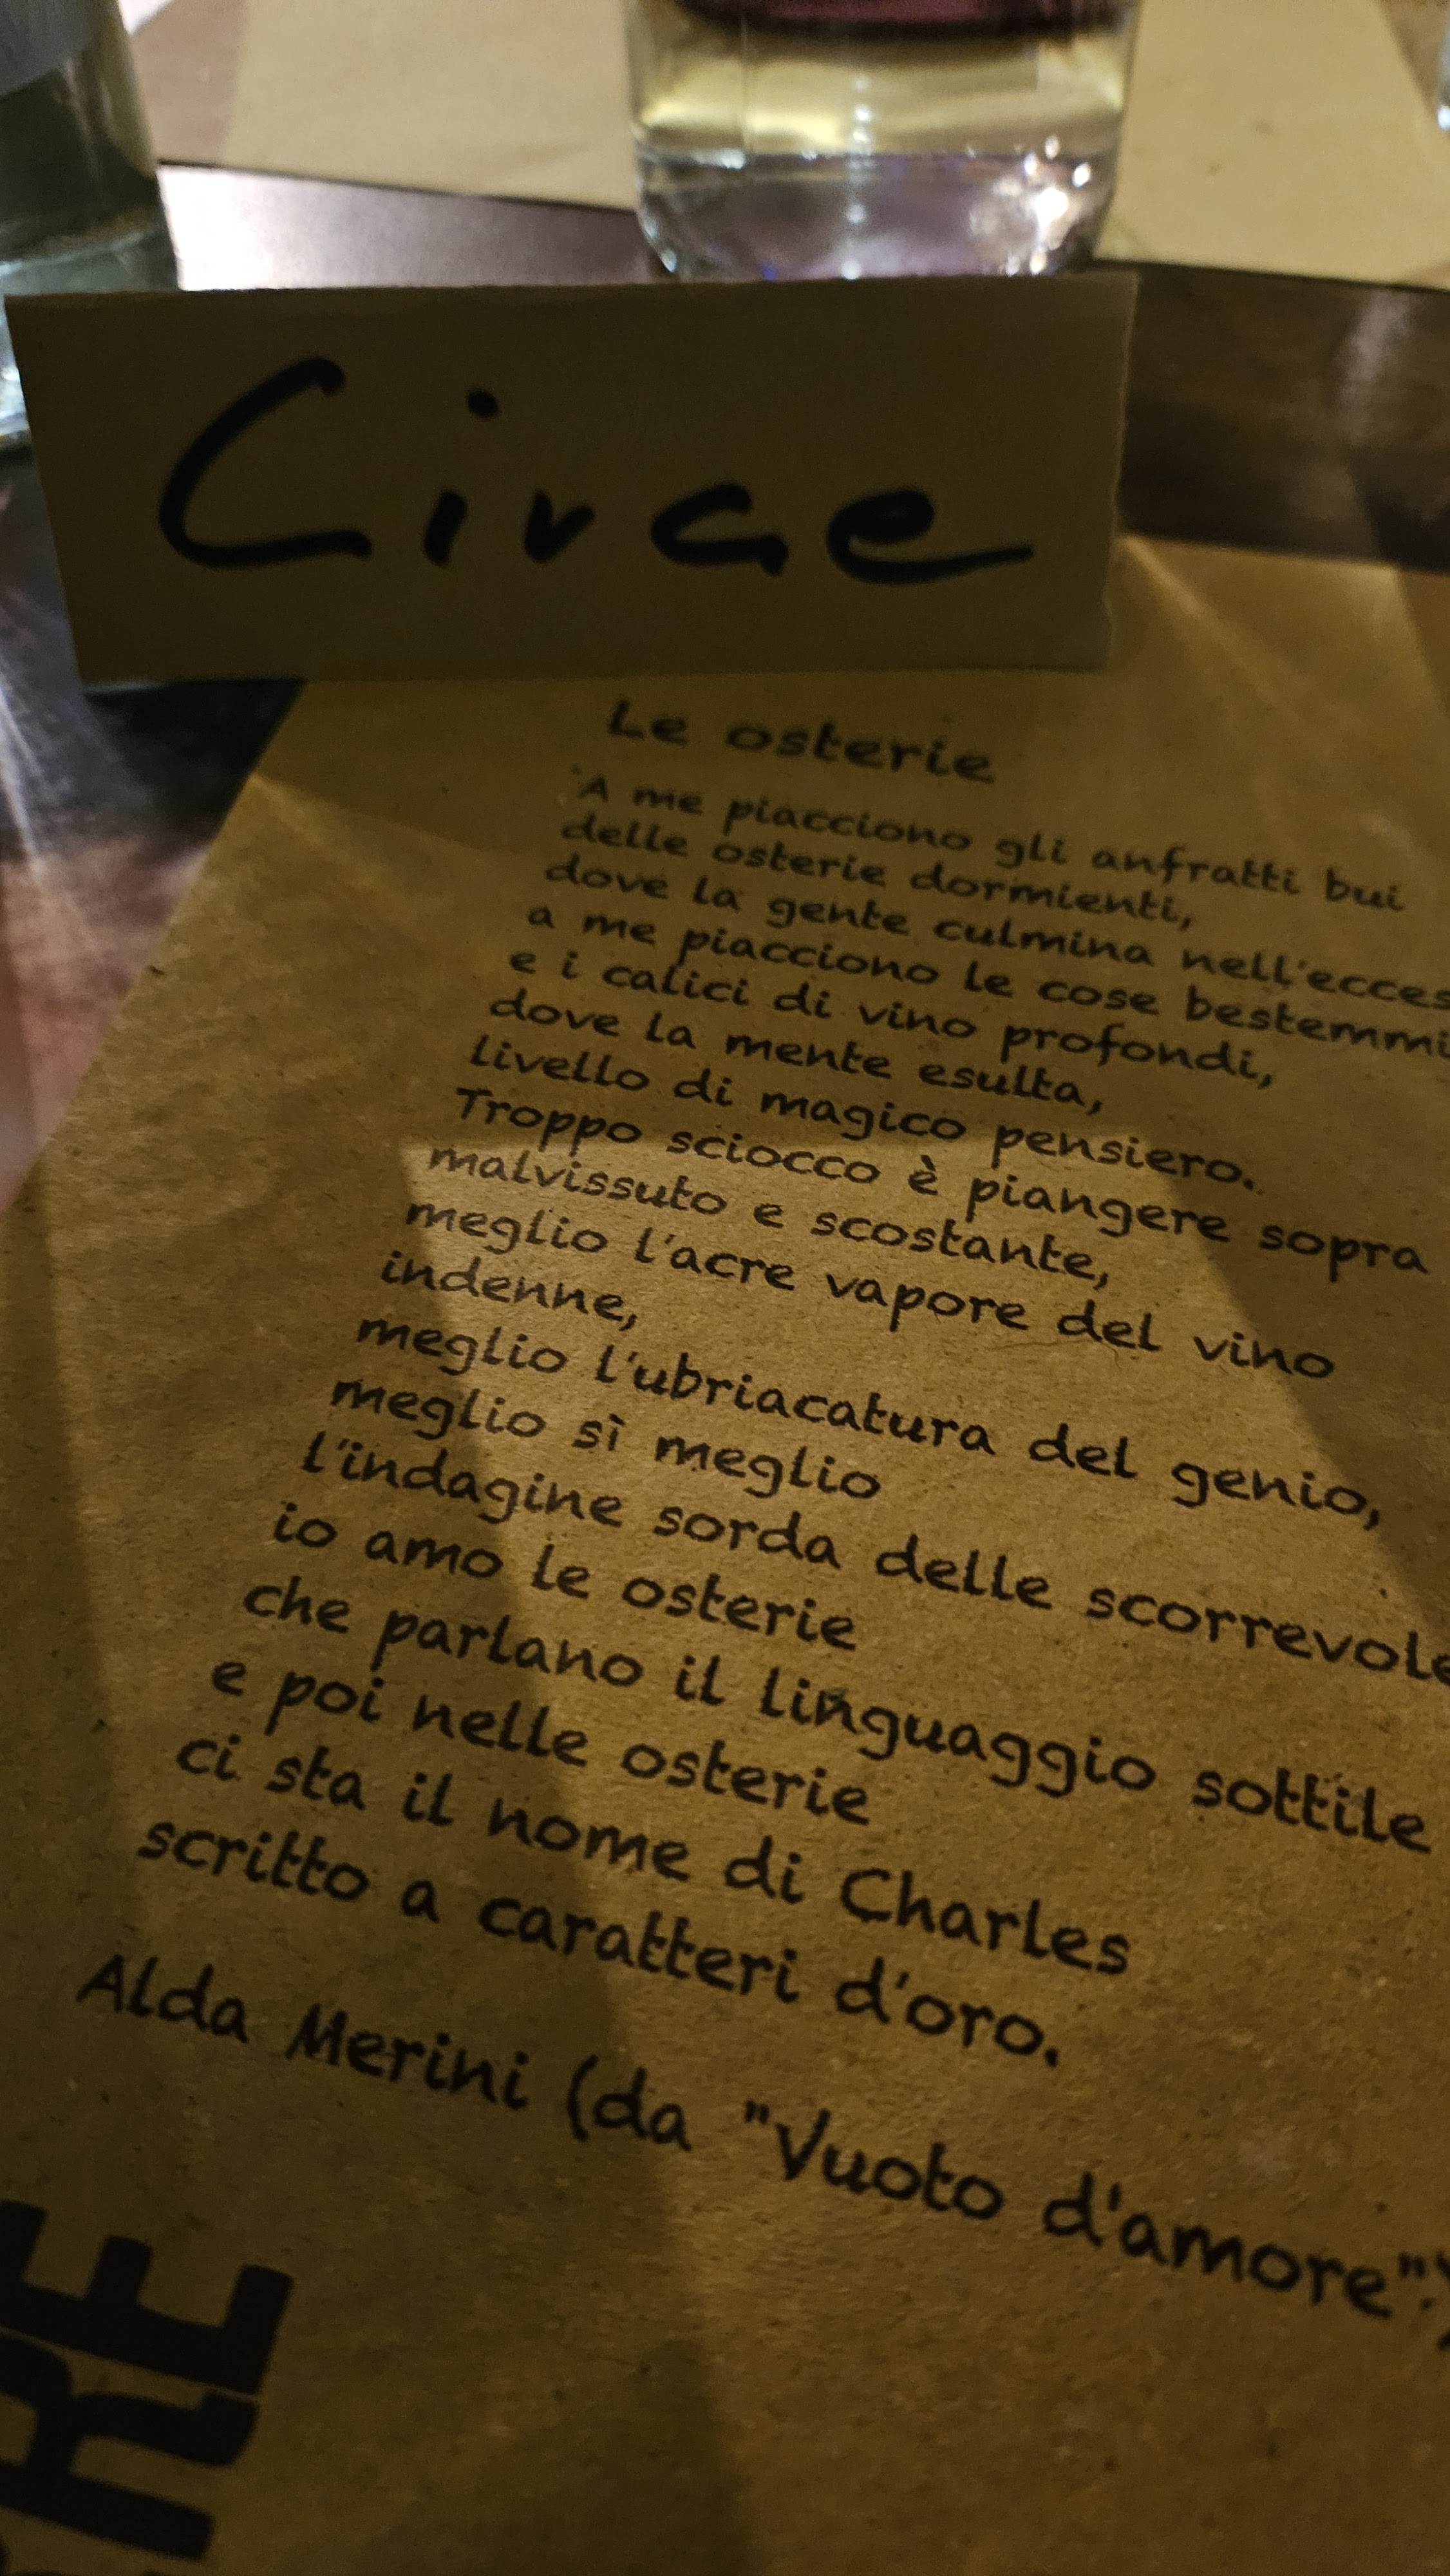 Circe
Le osterie
"A me piacciono gli anfratti bui
delle osterie dormienti,
dove la gente culmina nell'ecces
a me piacciono le cose bestemmi
e i calici di vino profondi,
dove la mente esulta,
livello di magico pensiero.
Troppo sciocco è piangere sopra
malvissuto e scostante,
meglio l'acre vapore del vino
indenne,
meglio l'ubriacatura del genio,
meglio sì meglio
l'indagine sorda delle scorrevole
io amo le osterie
che parlano il linguaggio sottile
e poi nelle osterie
ci sta il nome di Charles
scritto a caratteri d'oro.
Alda Merini (da "Vuoto d'amore")
RE